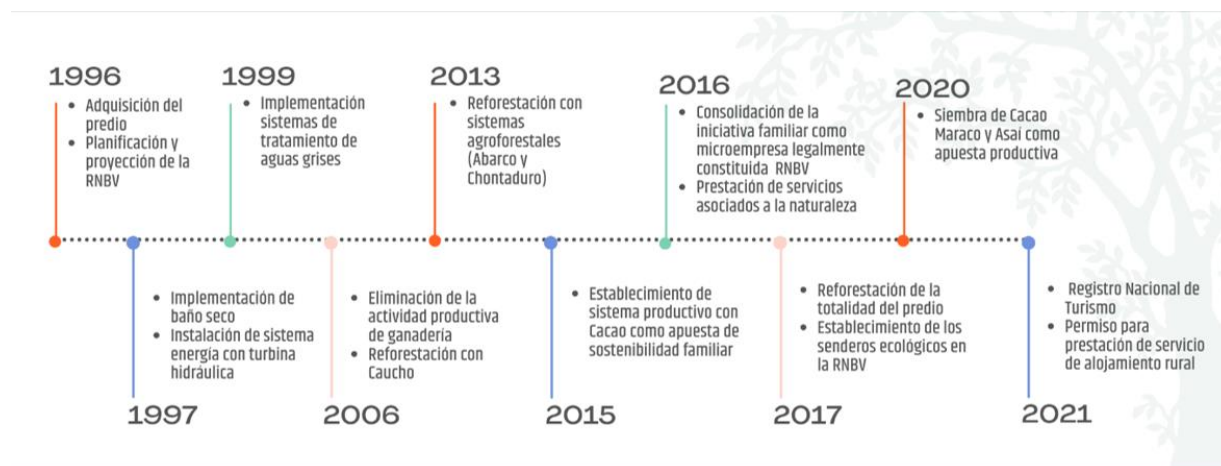 1996
• Adquisición del
predio
• Planificación y
proyección de la
RNBV
1997
• Implementación de
baño seco
• Instalación de sistema
energía con turbina
hidráulica
1999
• Implementación
sistemas de
tratamiento de
aguas grises
2006
• Eliminación de la
actividad productiva
de ganadería
• Reforestación con
Caucho
2013
• Reforestación con
sistemas
agroforestales
(Abarco y
Chontaduro)
2015
• Establecimiento de
sistema productivo con
Cacao como apuesta de
sostenibilidad familiar
2016
• Consolidación de la
iniciativa familiar como
microempresa legalmente
constituida RNBV
• Prestación de servicios
asociados a la naturaleza
2017
• Reforestación de la
totalidad del predio
• Establecimiento de los
senderos ecológicos en
la RNBV
2020
• Siembra de Cacao
Maraco y Asaí como
apuesta productiva
2021
• Registro Nacional de
Turismo
• Permiso para
prestación de servicio
de alojamiento rural